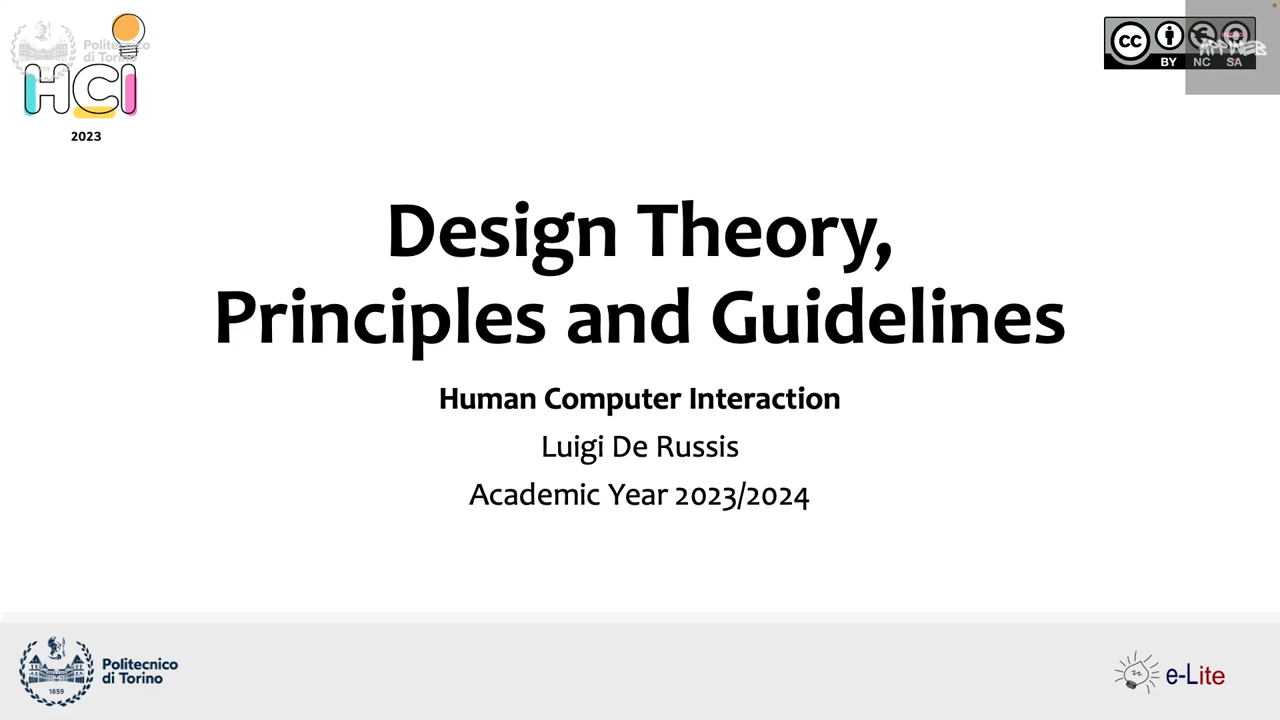 Politecnico
di Torino
HCI
2023
CC
BY NC SA
Design Theory,
Principles and Guidelines
Human Computer Interaction
Luigi De Russis
Academic Year 2023/2024
1859
Politecnico
di Torino
e-Lite